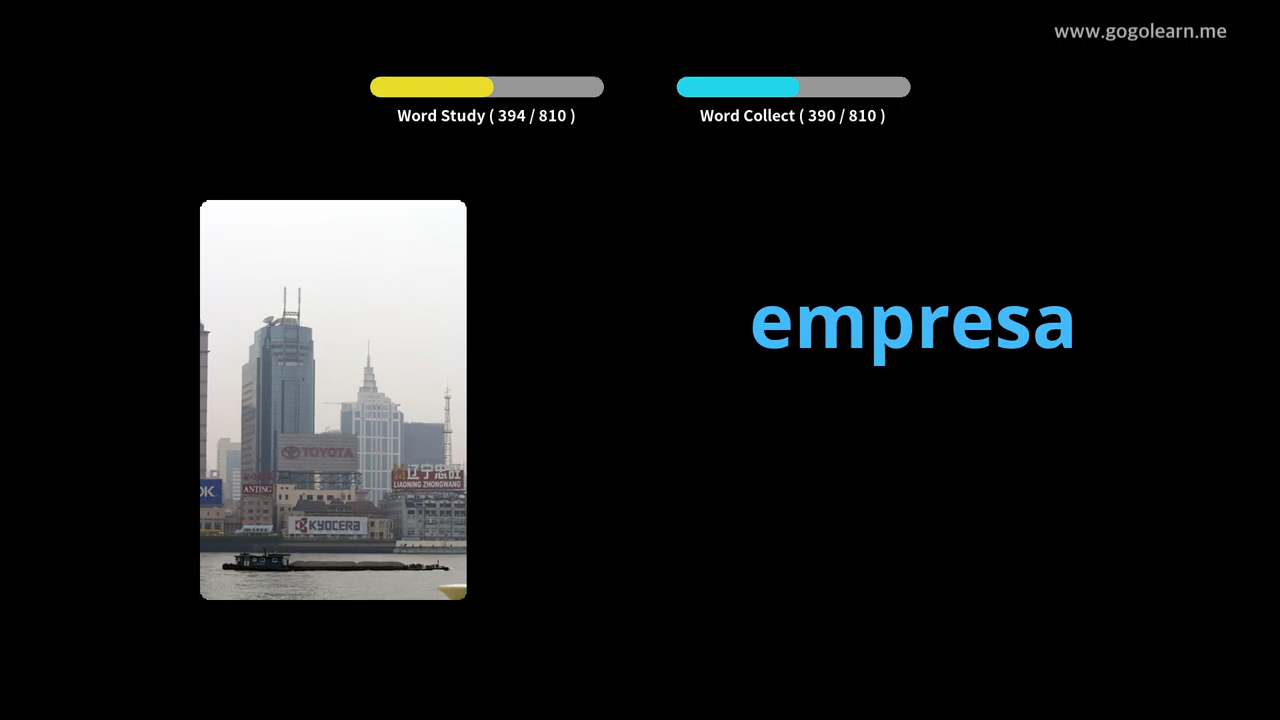 www.gogolearn.me
Word Study ( 394 / 810 )
Word Collect ( 390 / 810 )
empresa
TOYOTA
辽宁忠旺
LIAONING ZHONGWANG
OK
ANTING
KYOCERA